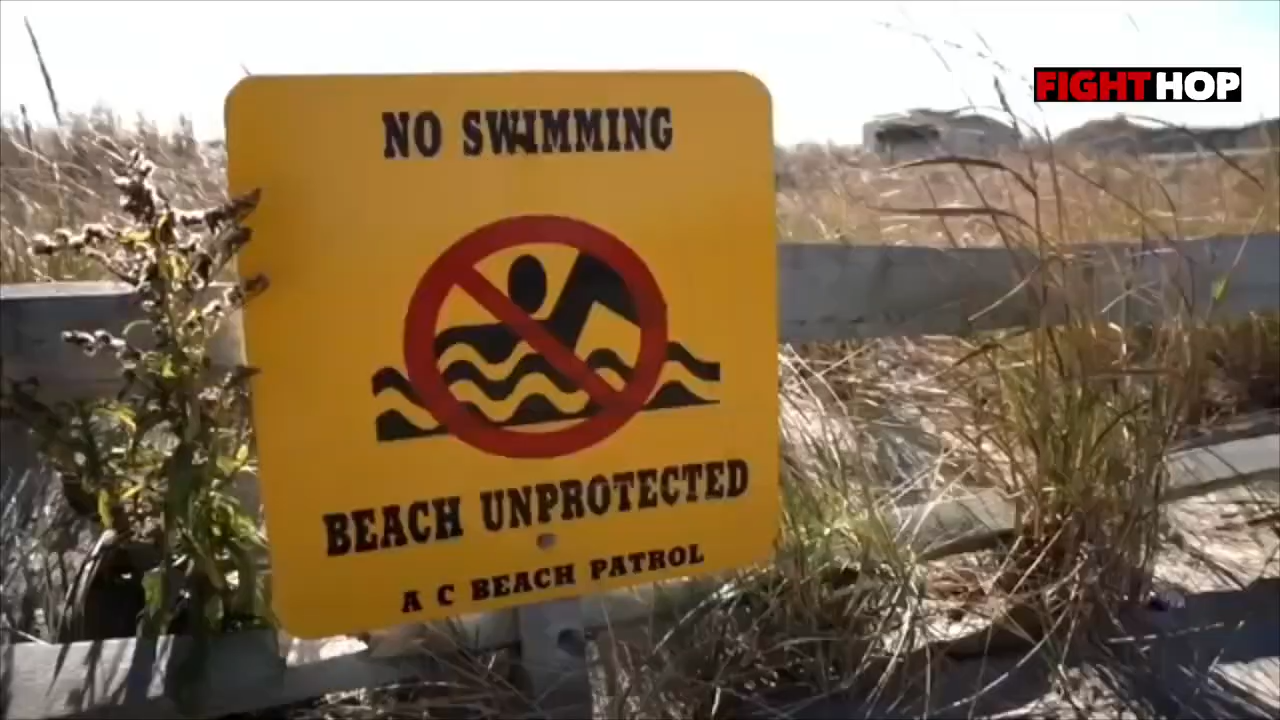 FIGHTHOP
NO SWIMMING
BEACH UNPROTECTED
A C BEACH PATROL